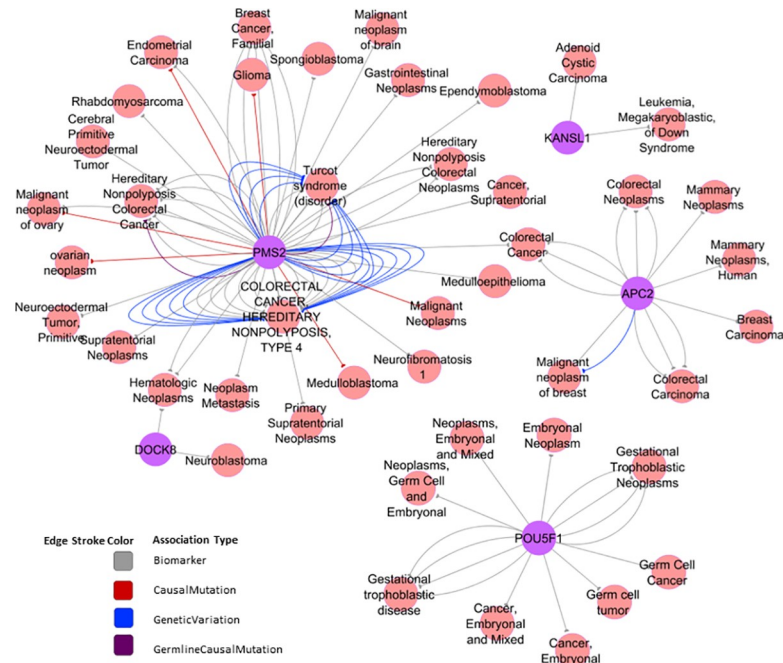 Breast
Cancer,
Familial
Malignant
neoplasm
of brain
Endometrial
Carcinoma
Spongioblastoma
Glioma
Gastrointestinal
Neoplasms
Ependymoblastoma
Adenoid
Cystic
Carcinoma
Rhabdomyosarcoma
Leukemia,
Megakaryoblastic,
of Down
Syndrome
KANSL1
Cerebral
Primitive
Neuroectodermal
Tumor
Hereditary
Nonpolyposis
Colorectal
Neoplasms
Turcot
syndrome
(disorder)
Hereditary
Nonpolyposis
Colorectal
Cancer
Cancer,
Supratentorial
Colorectal
Neoplasms
Mammary
Neoplasms
Malignant
neoplasm
of ovary
PMS2
Colorectal
Cancer
Mammary
Neoplasms,
Human
ovarian
neoplasm
Medulloepithelioma
APC2
COLORECTAL
CANCER,
HEREDITARY
NONPOLYPOSIS,
TYPE 4
Neuroectodermal
Tumor,
Primitive
Malignant
Neoplasms
Breast
Carcinoma
Supratentorial
Neoplasms
Neurofibromatosis
1
Malignant
neoplasm
of breast
Colorectal
Carcinoma
Hematologic
Neoplasms
Neoplasm
Metastasis
Medulloblastoma
Primary
Supratentorial
Neoplasms
DOCK8
Neuroblastoma
Neoplasms,
Embryonal
and Mixed
Embryonal
Neoplasm
Gestational
Trophoblastic
Neoplasms
Neoplasms,
Germ Cell
and
Embryonal
POU5F1
Germ Cell
Cancer
Gestational
trophoblastic
disease
Germ cell
tumor
Cancer,
Embryonal
and Mixed
Cancer,
Embryonal
Edge Stroke Color Association Type
Biomarker
CausalMutation
GeneticVariation
GermlineCausalMutation